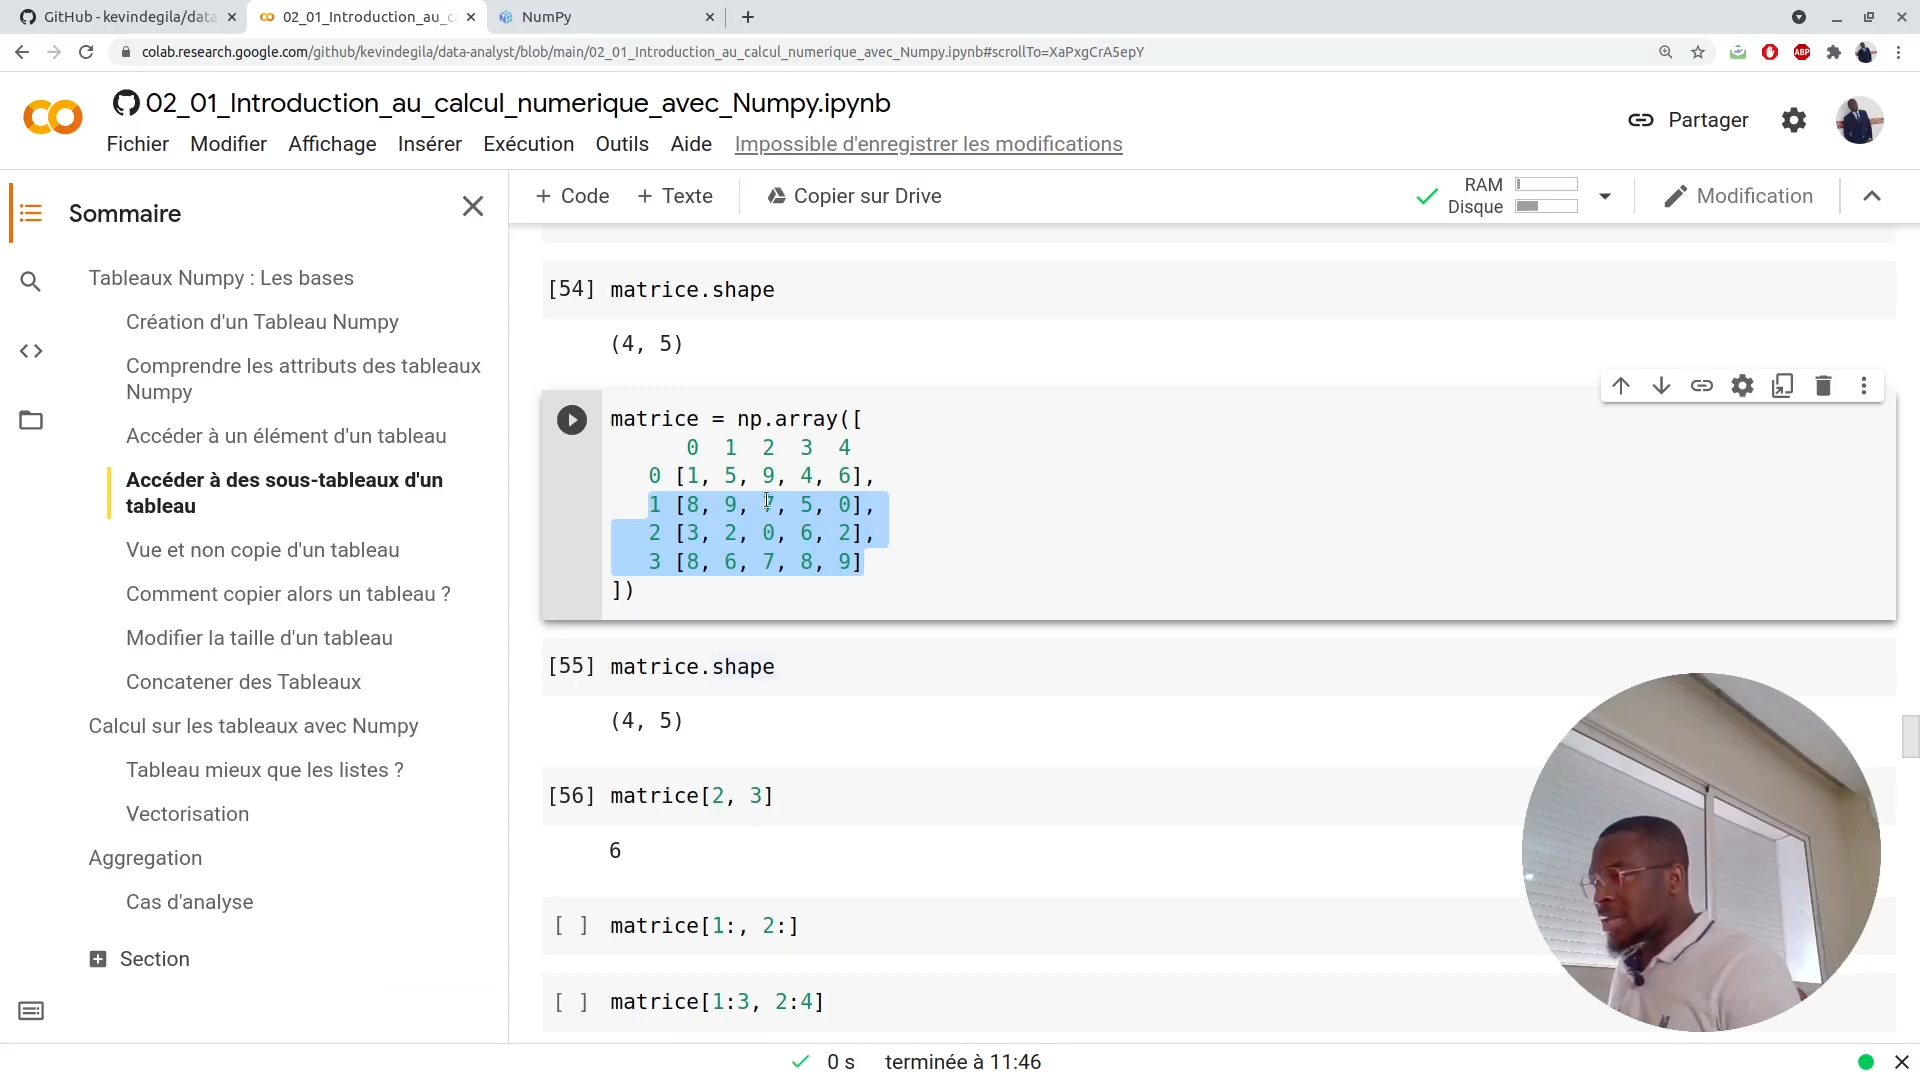 GitHub - kevindegila/data
02_01_Introduction_au_c
NumPy
colab.research.google.com/github/kevindegila/data-analyst/blob/main/02_01_Introduction_au_calcul_numerique_avec_Numpy.ipynb#scrollTo=XaPxgCrA5epY
ABP
02_01_Introduction_au_calcul_numerique_avec_Numpy.ipynb
Partager
Fichier Modifier Affichage Insérer Exécution Outils Aide Impossible d'enregistrer les modifications
Sommaire
+ Code + Texte Copier sur Drive
RAM
Disque
Modification
Tableaux Numpy : Les bases
Création d'un Tableau Numpy
Comprendre les attributs des tableaux
Numpy
Accéder à un élément d'un tableau
Accéder à des sous-tableaux d'un
tableau
Vue et non copie d'un tableau
Comment copier alors un tableau ?
Modifier la taille d'un tableau
Concatener des Tableaux
Calcul sur les tableaux avec Numpy
Tableau mieux que les listes ?
Vectorisation
Aggregation
Cas d'analyse
Section
[54] matrice.shape
(4, 5)
matrice = np.array([
0 1 2 3 4
0 [1, 5, 9, 4, 6],
1 [8, 9, 7, 5, 0],
2 [3, 2, 0, 6, 2],
3 [8, 6, 7, 8, 9]
])
[55] matrice.shape
(4, 5)
[56] matrice[2, 3]
6
[ ] matrice[1:, 2:]
[ ] matrice[1:3, 2:4]
0 s terminée à 11:46